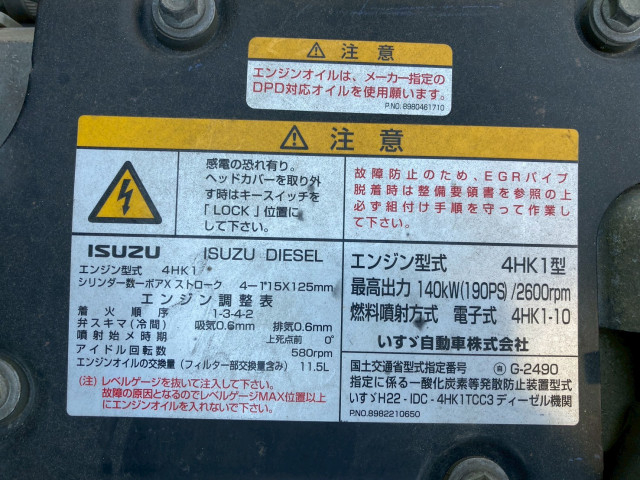 ⚠ 注意
エンジンオイルは、メーカー指定の
DPD対応オイルを使用願います。
P.NO. 8980461710
⚠ 注意
感電の恐れ有り。
ヘッドカバーを取り外
す時はキースイッチを
「LOCK」位置に
して下さい。
故障防止のため、EGRパイプ
脱着時は整備要領書を参照の上
必ず組付け手順を守って作業し
て下さい。
ISUZU ISUZU DIESEL
エンジン型式 4HK1
シリンダー数ーボアX ストローク 4ー115X125mm
エンジン調整表
着火順序 1-3-4-2
弁スキマ(冷間) 吸気0.6mm 排気0.6mm
噴射始メ時期 上死点前 0°
アイドル回転数 580rpm
エンジンオイルの交換量(フィルター部交換量含み) 11.5L
(注)レベルゲージを抜いて注入して下さい。
故障の原因となるのでレベルゲージMAX位置以上
にエンジンオイルを入れないで下さい。
エンジン型式 4HK1型
最高出力 140kW(190PS)/2600rpm
燃料噴射方式 電子式 4HK1-10
いすゞ自動車株式会社
国土交通省型式指定番号 G-2490
指定に係る一酸化炭素等発散防止装置型式
いすゞH22-IDC-4HK1TCC3ディーゼル機関
P.NO.8982210650